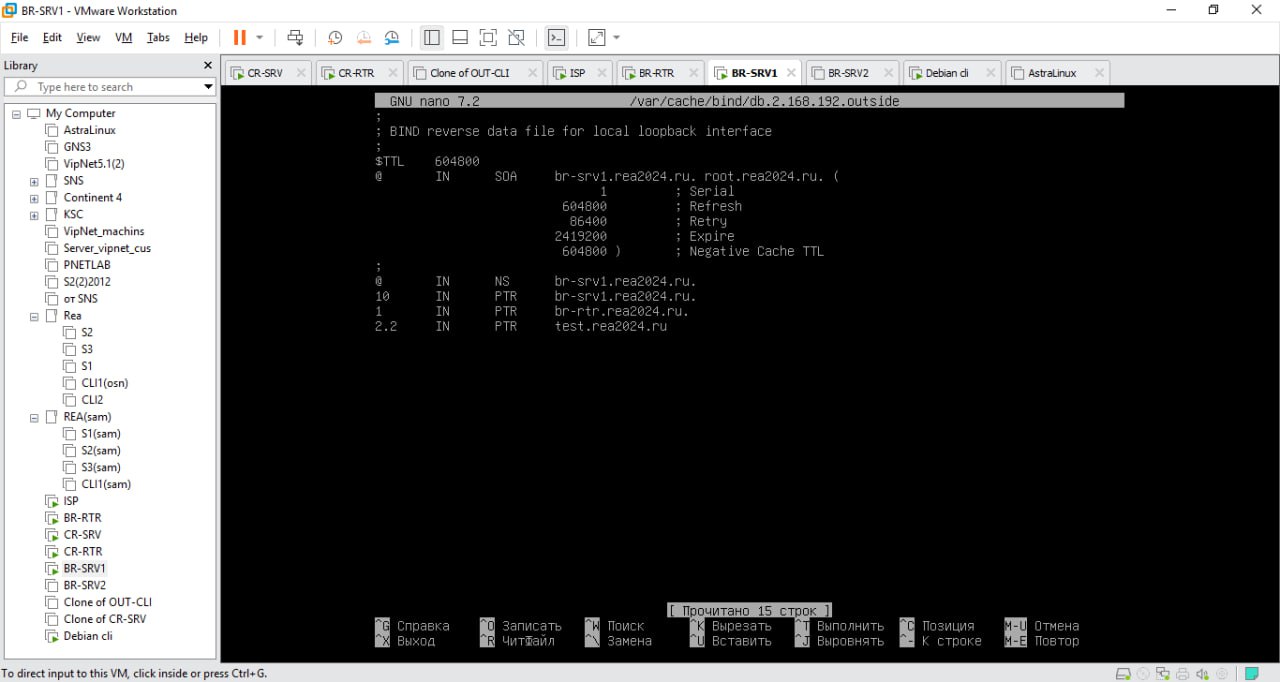 BR-SRV1 - VMware Workstation
File Edit View VM Tabs Help
Library
Type here to search
My Computer
AstraLinux
GNS3
VipNet5.1(2)
SNS
Continent 4
KSC
VipNet_machins
Server_vipnet_cus
PNETLAB
S2(2)2012
от SNS
Rea
S2
S3
S1
CLI1(osn)
CLI2
REA(sam)
S1(sam)
S2(sam)
S3(sam)
CLI1(sam)
ISP
BR-RTR
CR-SRV
CR-RTR
BR-SRV1
BR-SRV2
Clone of OUT-CLI
Clone of CR-SRV
Debian cli
CR-SRV CR-RTR Clone of OUT-CLI ISP BR-RTR BR-SRV1 BR-SRV2 Debian cli AstraLinux
GNU nano 7.2 /var/cache/bind/db.2.168.192.outside
;
; BIND reverse data file for local loopback interface
;
$TTL 604800
@ IN SOA br-srv1.rea2024.ru. root.rea2024.ru. (
1 ; Serial
604800 ; Refresh
86400 ; Retry
2419200 ; Expire
604800 ) ; Negative Cache TTL
;
@ IN NS br-srv1.rea2024.ru.
10 IN PTR br-srv1.rea2024.ru.
1 IN PTR br-rtr.rea2024.ru.
2.2 IN PTR test.rea2024.ru
[ Прочитано 15 строк ]
^G Справка ^O Записать ^W Поиск ^K Вырезать ^T Выполнить ^C Позиция M-U Отмена
^X Выход ^R ЧитФайл ^\ Замена ^U Вставить ^J Выровнять ^- К строке M-E Повтор
To direct input to this VM, click inside or press Ctrl+G.